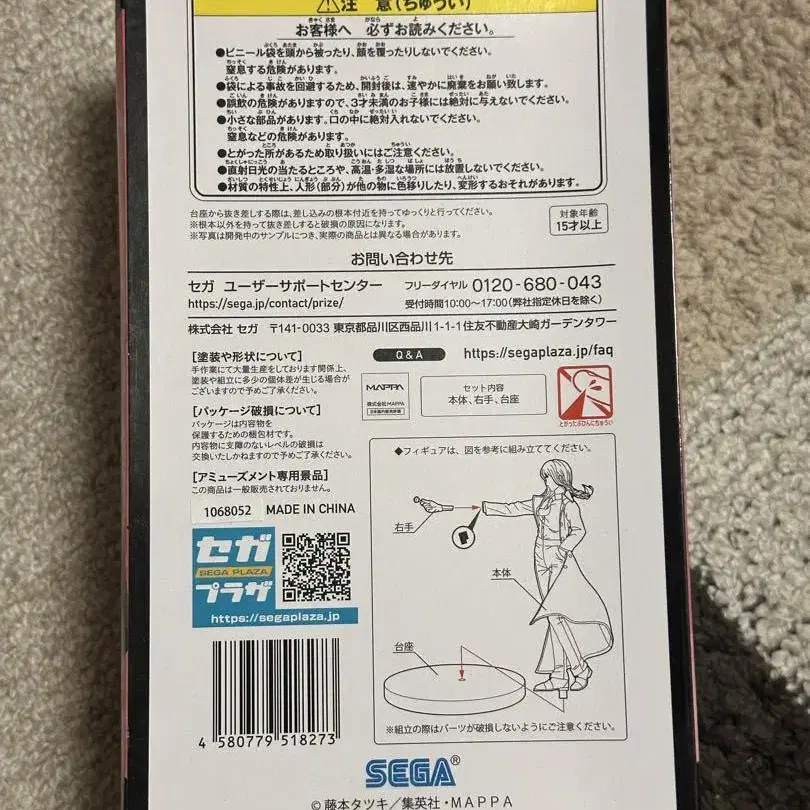 ⚠注 意(ちゅうい)
お客様へ 必ずお読みください。
●ビニール袋を頭から被ったり、顔を覆ったりしないでください。
窒息する危険があります。
●袋による事故を回避するため、開封後は、速やかに廃棄をお願い致します。
●誤飲の危険がありますので、3才未満のお子様には絶対に与えないでください。
●小さな部品があります。口の中に絶対入れないでください。
窒息などの危険があります。
●とがった所があるため取り扱いにはご注意ください。
●直射日光の当たるところや、高温・多湿な場所には放置しないでください。
●材質の特性上、人形(部分)が他の物に色移りしたり、変形するおそれがあります。
台座から抜き差しする際は、差し込みの根本付近を持ってゆっくりと行ってください。
※根本以外を持って抜き差しすると破損の原因になります。
※写真は開発中のサンプルにつき、実際の商品とは異なる場合があります。
対象年齢
15才以上
お問い合わせ先
セガ ユーザーサポートセンター
https://sega.jp/contact/prize/
フリーダイヤル 0120-680-043
受付時間10:00~17:00(弊社指定休日を除く)
株式会社 セガ 〒141-0033 東京都品川区西品川1-1-1住友不動産大崎ガーデンタワー
[塗装や形状について]
手作業にて大量生産をしております関係上、
塗装や組立に多少の個体差が生じる場合が
ございますので予めご了承ください。
[パッケージ破損について]
パッケージは内容物を
保護するための梱包材です。
内容物に支障のないレベルの破損は
交換いたしかねますので予めご了承ください。
[アミューズメント専用景品]
この商品は一般販売されておりません。
1068052 MADE IN CHINA
セガ
SEGA PLAZA
プラザ
https://segaplaza.jp
4 580779 518273
Q&A
https://segaplaza.jp/faq
MAPPA
株式会社MAPPA
日本国内販売許諾
セット内容
本体、右手、台座
とがったぶひんにちゅうい
◆フィギュアは、図を参考に組み立ててください。
右手
本体
台座
※組立の際はパーツが破損しないようにご注意ください。
SEGA®
© 藤本タツキ/集英社・MAPPA